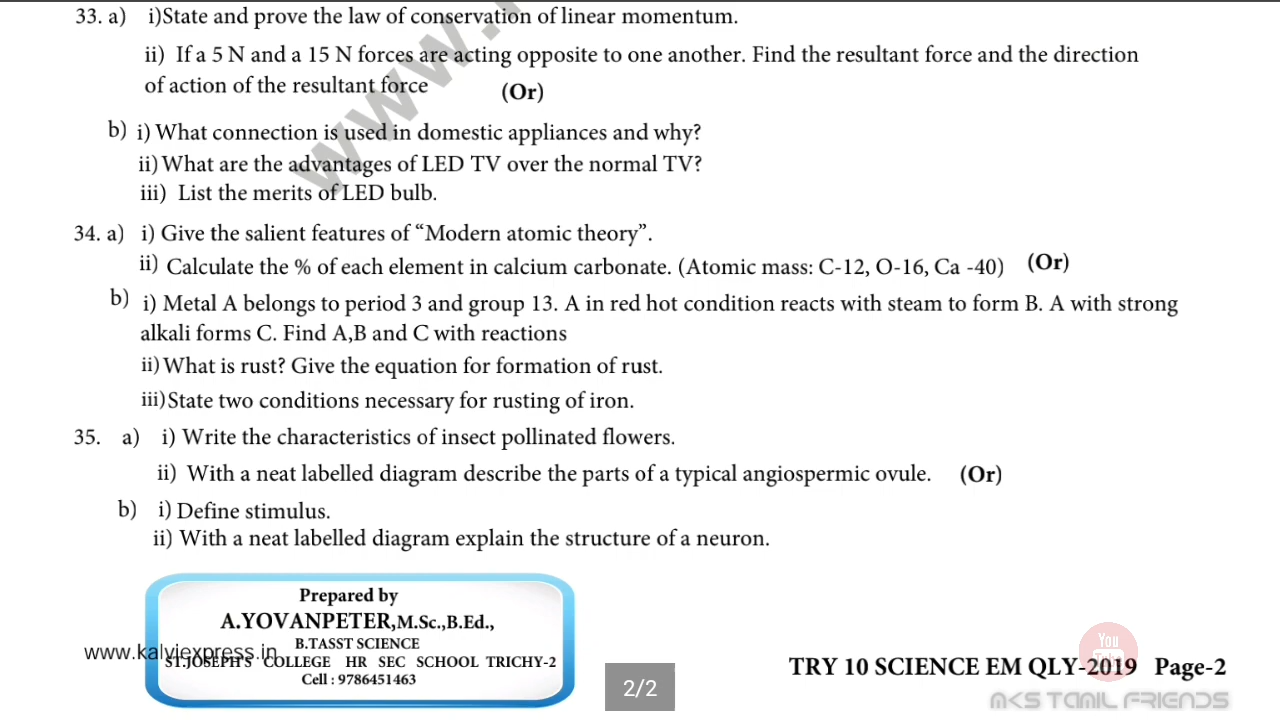 33. a) i)State and prove the law of conservation of linear momentum.
ii) If a 5 N and a 15 N forces are acting opposite to one another. Find the resultant force and the direction
of action of the resultant force (Or)
b) i) What connection is used in domestic appliances and why?
ii) What are the advantages of LED TV over the normal TV?
iii) List the merits of LED bulb.
34. a) i) Give the salient features of “Modern atomic theory”.
ii) Calculate the % of each element in calcium carbonate. (Atomic mass: C-12, O-16, Ca -40) (Or)
b) i) Metal A belongs to period 3 and group 13. A in red hot condition reacts with steam to form B. A with strong
alkali forms C. Find A,B and C with reactions
ii) What is rust? Give the equation for formation of rust.
iii)State two conditions necessary for rusting of iron.
35. a) i) Write the characteristics of insect pollinated flowers.
ii) With a neat labelled diagram describe the parts of a typical angiospermic ovule. (Or)
b) i) Define stimulus.
ii) With a neat labelled diagram explain the structure of a neuron.
Prepared by
A.YOVANPETER,M.Sc.,B.Ed.,
B.TASST SCIENCE
www.kalviexpress.in
ST.JOSEPH'S COLLEGE HR SEC SCHOOL TRICHY-2
Cell : 9786451463
2/2
You
Tube
TRY 10 SCIENCE EM QLY-2019 Page-2
MKS TAMIL FRIENDS
www.